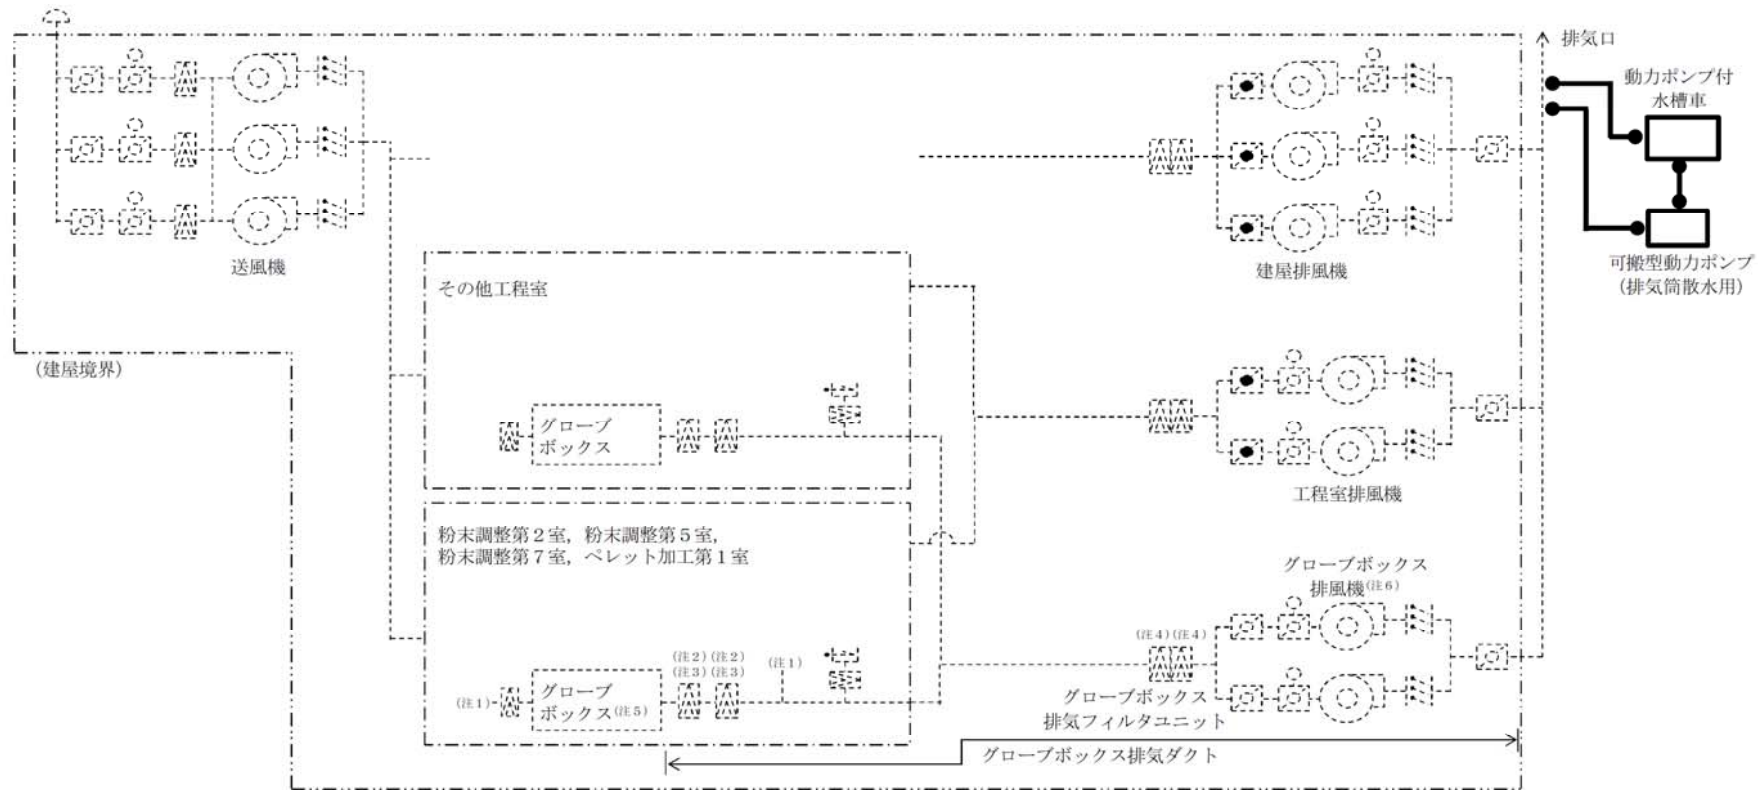 排気口
動力ポンプ付
水槽車
可搬型動力ポンプ
（排気筒散水用）
送風機
建屋排風機
（建屋境界）
その他工程室
グローブ
ボックス
工程室排風機
粉末調整第２室，粉末調整第５室，
粉末調整第７室，ペレット加工第１室
グローブボックス
排風機(注６)
(注４)(注４)
(注２)(注２)
(注３)(注３)
(注１)
(注１)
グローブ
ボックス(注５)
グローブボックス
排気フィルタユニット
グローブボックス排気ダクト